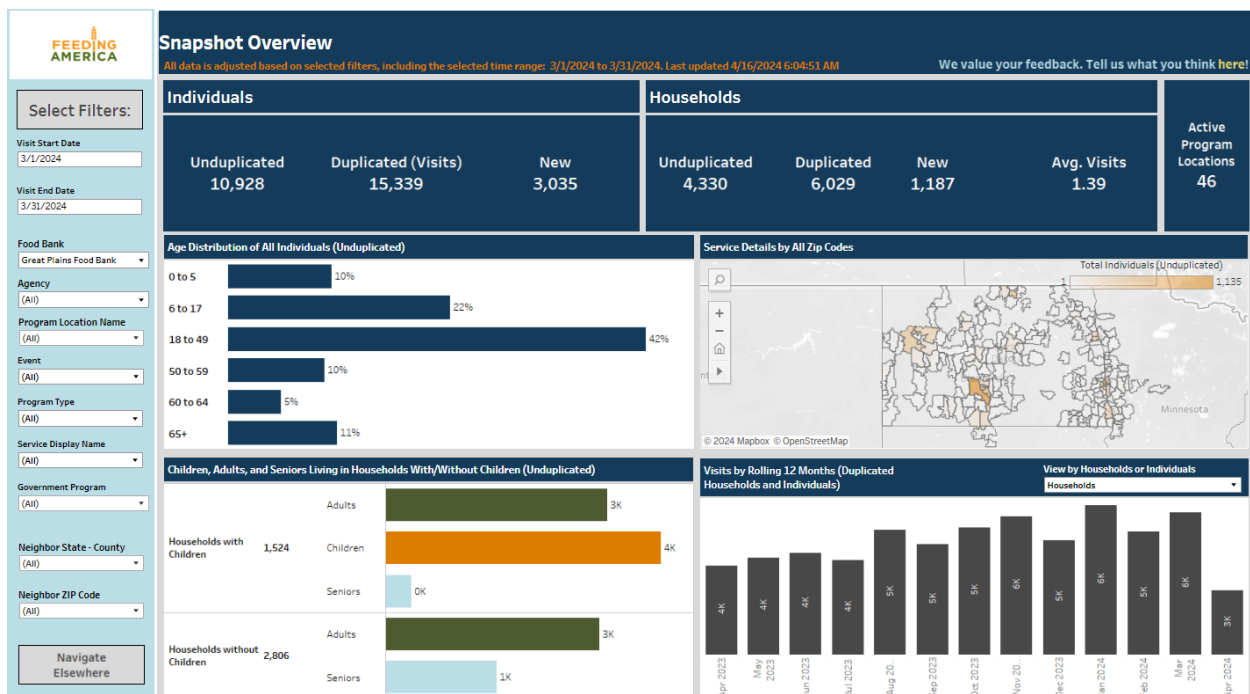 FEEDING
AMERICA
Snapshot Overview
All data is adjusted based on selected filters, including the selected time range: 3/1/2024 to 3/31/2024. Last updated 4/16/2024 6:04:51 AM
We value your feedback. Tell us what you think here!
Select Filters:
Visit Start Date
3/1/2024
Visit End Date
3/31/2024
Food Bank
Great Plains Food Bank
Agency
(All)
Program Location Name
(All)
Event
(All)
Program Type
(All)
Service Display Name
(All)
Government Program
(All)
Neighbor State - County
(All)
Neighbor ZIP Code
(All)
Navigate
Elsewhere
Individuals
Unduplicated
10,928
Duplicated (Visits)
15,339
New
3,035
Households
Unduplicated
4,330
Duplicated
6,029
New
1,187
Avg. Visits
1.39
Active
Program
Locations
46
Age Distribution of All Individuals (Unduplicated)
0 to 5 10%
6 to 17 22%
18 to 49 42%
50 to 59 10%
60 to 64 5%
65+ 11%
Service Details by All Zip Codes
Total Individuals (Unduplicated)
1 1,135
Minnesota
© 2024 Mapbox © OpenStreetMap
Children, Adults, and Seniors Living in Households With/Without Children (Unduplicated)
Households with
Children
1,524
Adults 3K
Children 4K
Seniors 0K
Households without
Children
2,806
Adults 3K
Seniors 1K
Visits by Rolling 12 Months (Duplicated
Households and Individuals)
View by Households or Individuals
Households
4K 4K 4K 4K 5K 5K 5K 6K 5K 6K 5K 6K 3K
May
2023
Aug 20..
Nov 20..
Mar
2024